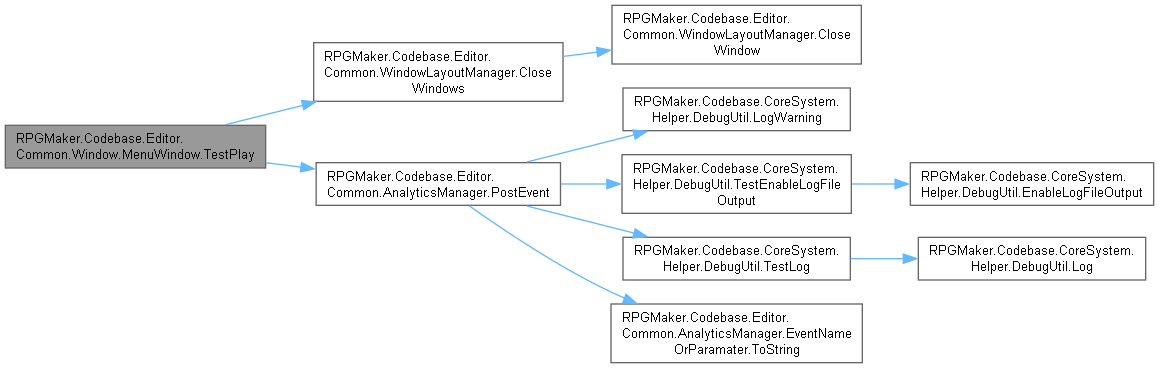 RPGMaker.Codebase.Editor.
Common.Window.MenuWindow.TestPlay
RPGMaker.Codebase.Editor.
Common.WindowLayoutManager.Close
Windows
RPGMaker.Codebase.Editor.
Common.WindowLayoutManager.Close
Window
RPGMaker.Codebase.Editor.
Common.AnalyticsManager.PostEvent
RPGMaker.Codebase.CoreSystem.
Helper.DebugUtil.LogWarning
RPGMaker.Codebase.CoreSystem.
Helper.DebugUtil.TestEnableLogFile
Output
RPGMaker.Codebase.CoreSystem.
Helper.DebugUtil.EnableLogFileOutput
RPGMaker.Codebase.CoreSystem.
Helper.DebugUtil.TestLog
RPGMaker.Codebase.CoreSystem.
Helper.DebugUtil.Log
RPGMaker.Codebase.Editor.
Common.AnalyticsManager.EventName
OrParamater.ToString